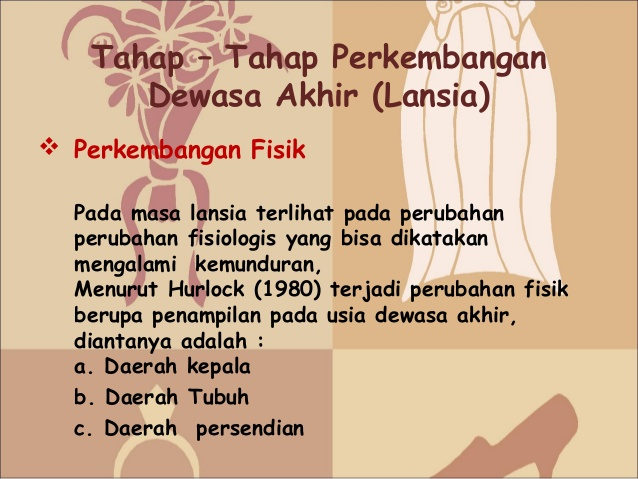 Tahap – Tahap Perkembangan
Dewasa Akhir (Lansia)
❖ Perkembangan Fisik
Pada masa lansia terlihat pada perubahan
perubahan fisiologis yang bisa dikatakan
mengalami kemunduran,
Menurut Hurlock (1980) terjadi perubahan fisik
berupa penampilan pada usia dewasa akhir,
diantanya adalah :
a. Daerah kepala
b. Daerah Tubuh
c. Daerah persendian